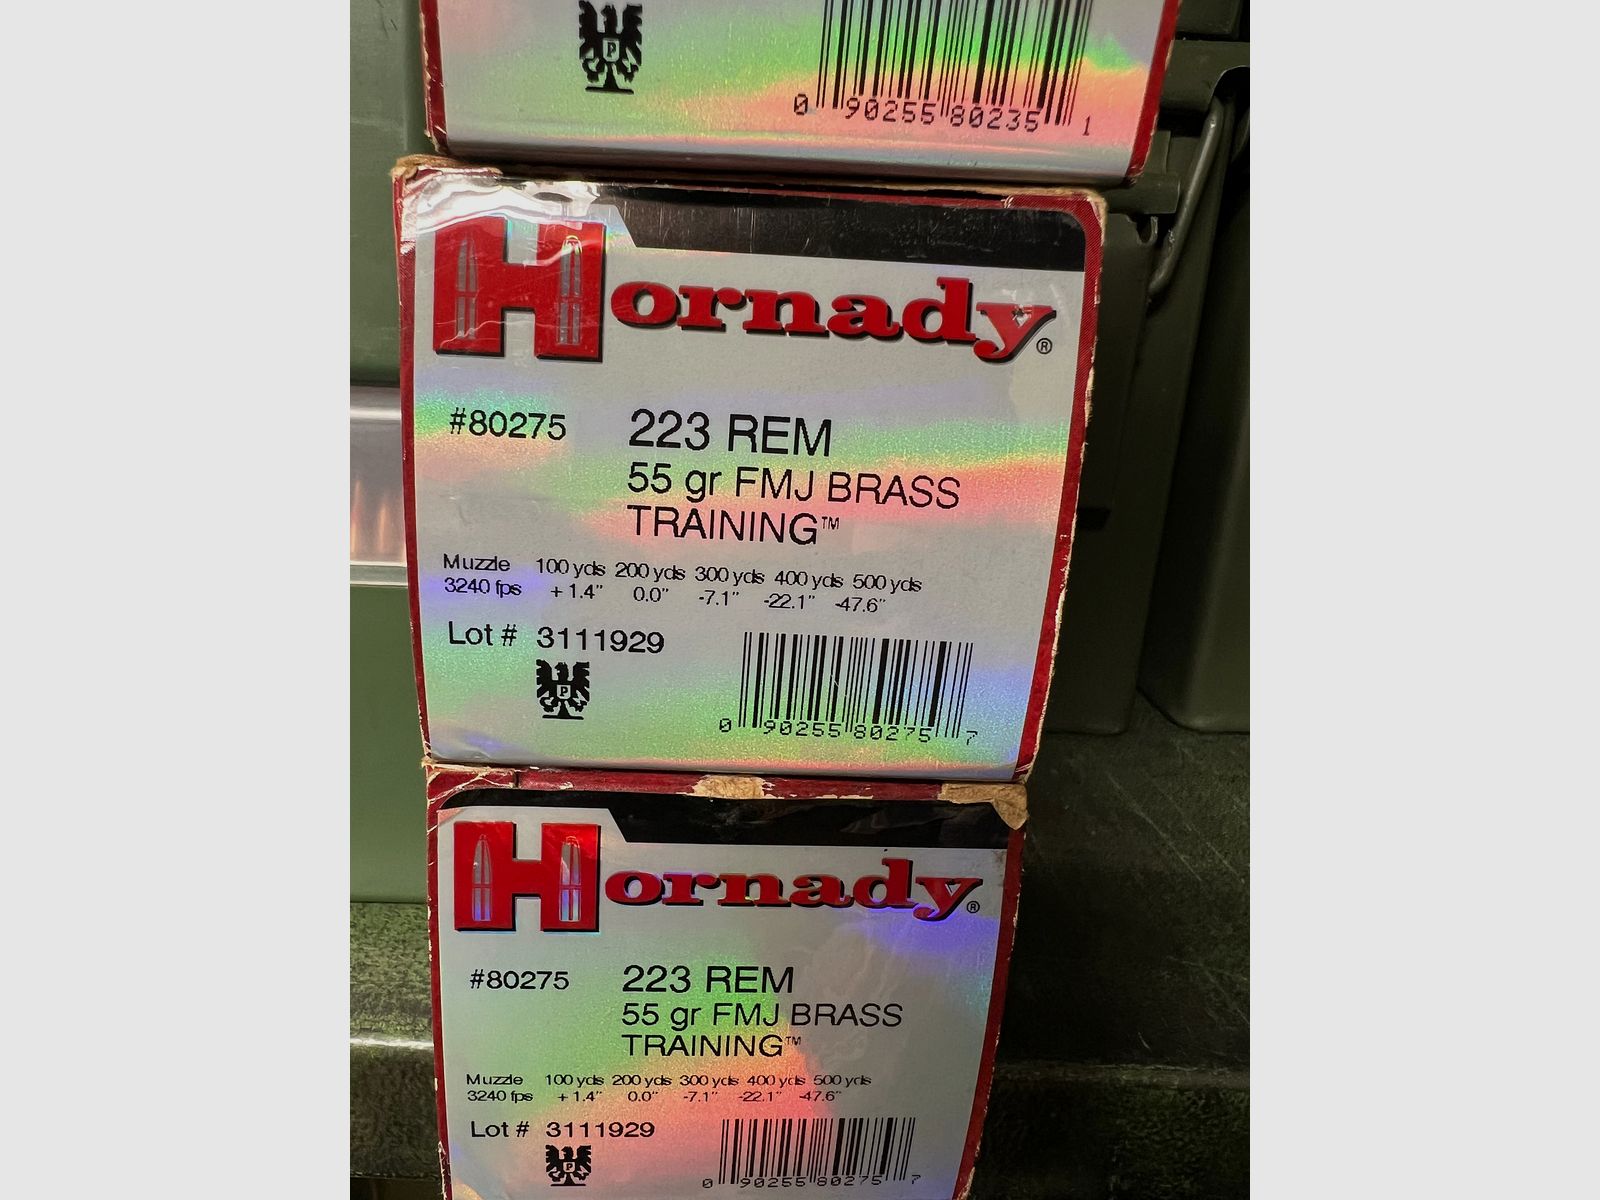 P
0 90255 80235 1
Hornady®
#80275 223 REM
55 gr FMJ BRASS
TRAINING™
Muzzle 100 yds 200 yds 300 yds 400 yds 500 yds
3240 fps + 1.4" 0.0" -7.1" -22.1" -47.6"
Lot # 3111929
P
0 90255 80275 7
Hornady®
#80275 223 REM
55 gr FMJ BRASS
TRAINING™
Muzzle 100 yds 200 yds 300 yds 400 yds 500 yds
3240 fps + 1.4" 0.0" -7.1" -22.1" -47.6"
Lot # 3111929
P
0 90255 80275 7